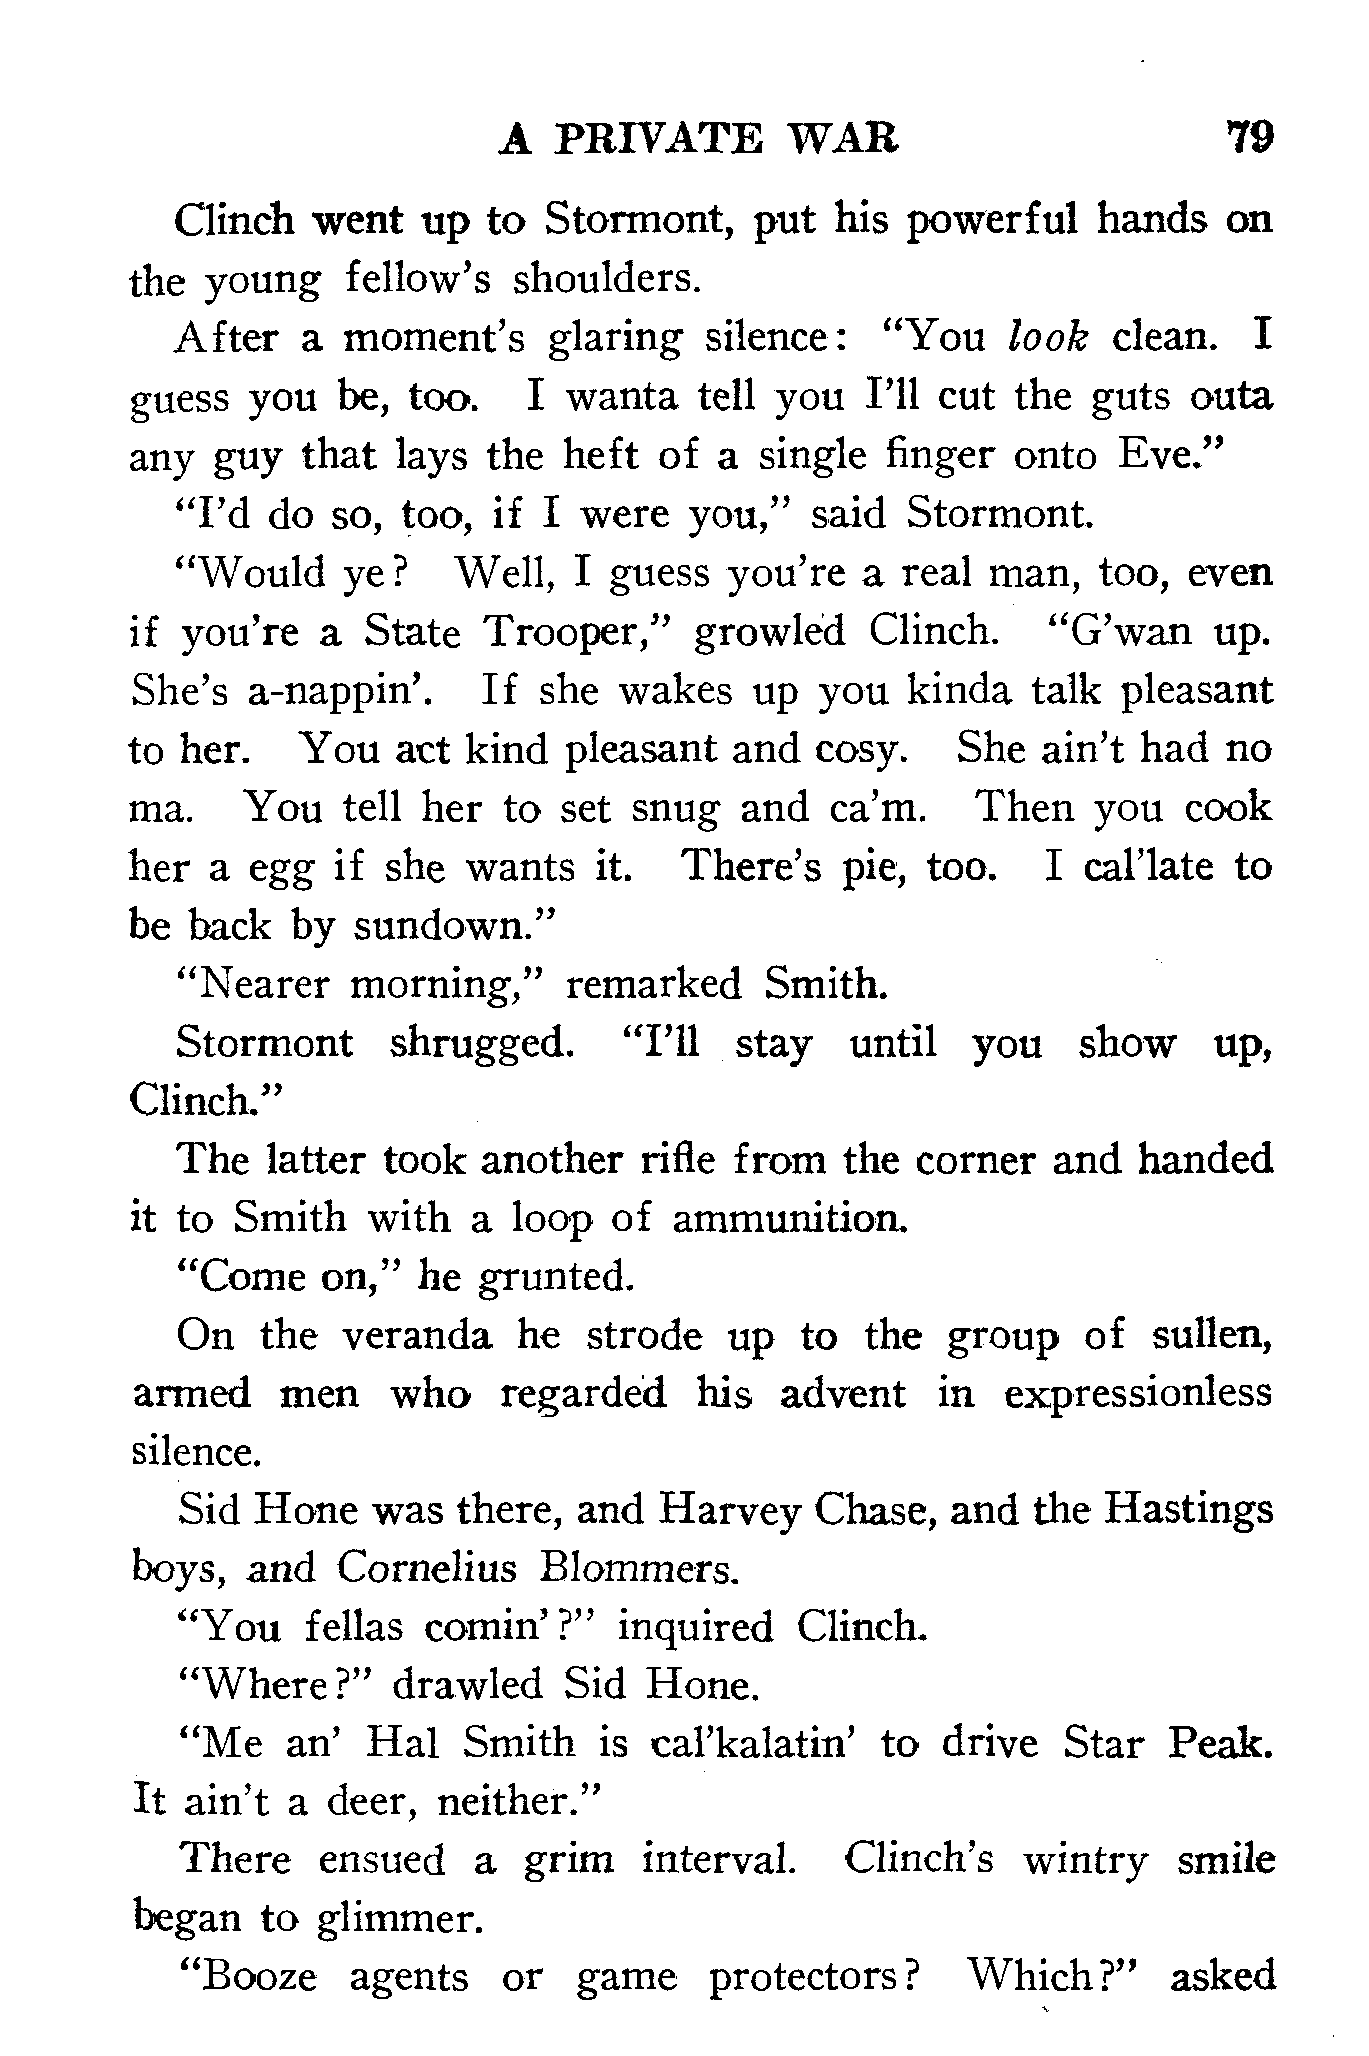 A PRIVATE WAR 79
Clinch went up to Stormont, put his powerful hands on
the young fellow's shoulders.
After a moment's glaring silence: "You look clean. I
guess you be, too. I wanta tell you I'll cut the guts outa
any guy that lays the heft of a single finger onto Eve."
"I'd do so, too, if I were you," said Stormont.
"Would ye? Well, I guess you're a real man, too, even
if you're a State Trooper," growled Clinch. "G'wan up.
She's a-nappin'. If she wakes up you kinda talk pleasant
to her. You act kind pleasant and cosy. She ain't had no
ma. You tell her to set snug and ca'm. Then you cook
her a egg if she wants it. There's pie, too. I cal'late to
be back by sundown."
"Nearer morning," remarked Smith.
Stormont shrugged. "I'll stay until you show up,
Clinch."
The latter took another rifle from the corner and handed
it to Smith with a loop of ammunition.
"Come on," he grunted.
On the veranda he strode up to the group of sullen,
armed men who regarded his advent in expressionless
silence.
Sid Hone was there, and Harvey Chase, and the Hastings
boys, and Cornelius Blommers.
"You fellas comin'?" inquired Clinch.
"Where?" drawled Sid Hone.
"Me an' Hal Smith is cal'kalatin' to drive Star Peak.
It ain't a deer, neither."
There ensued a grim interval. Clinch's wintry smile
began to glimmer.
"Booze agents or game protectors? Which?" asked